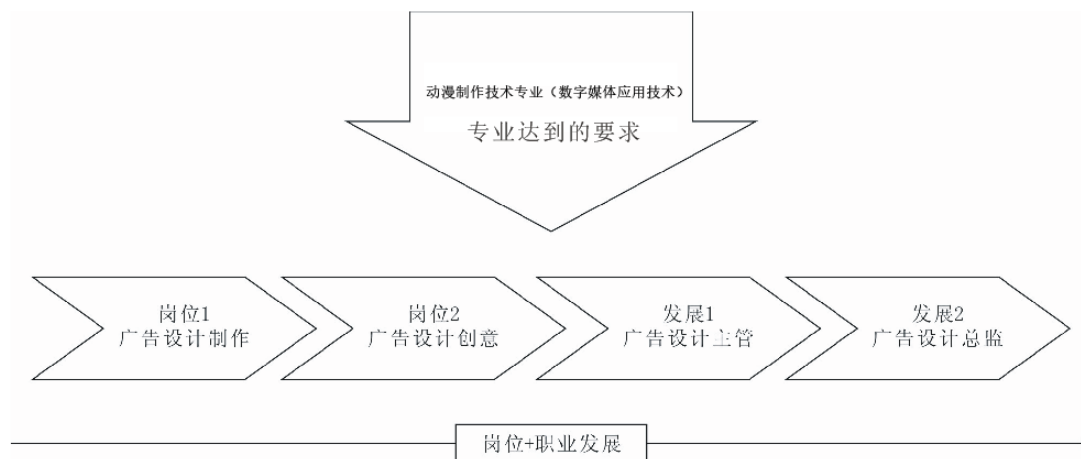 动漫制作技术专业（数字媒体应用技术）
专业达到的要求
岗位1
广告设计制作
岗位2
广告设计创意
发展1
广告设计主管
发展2
广告设计总监
岗位+职业发展